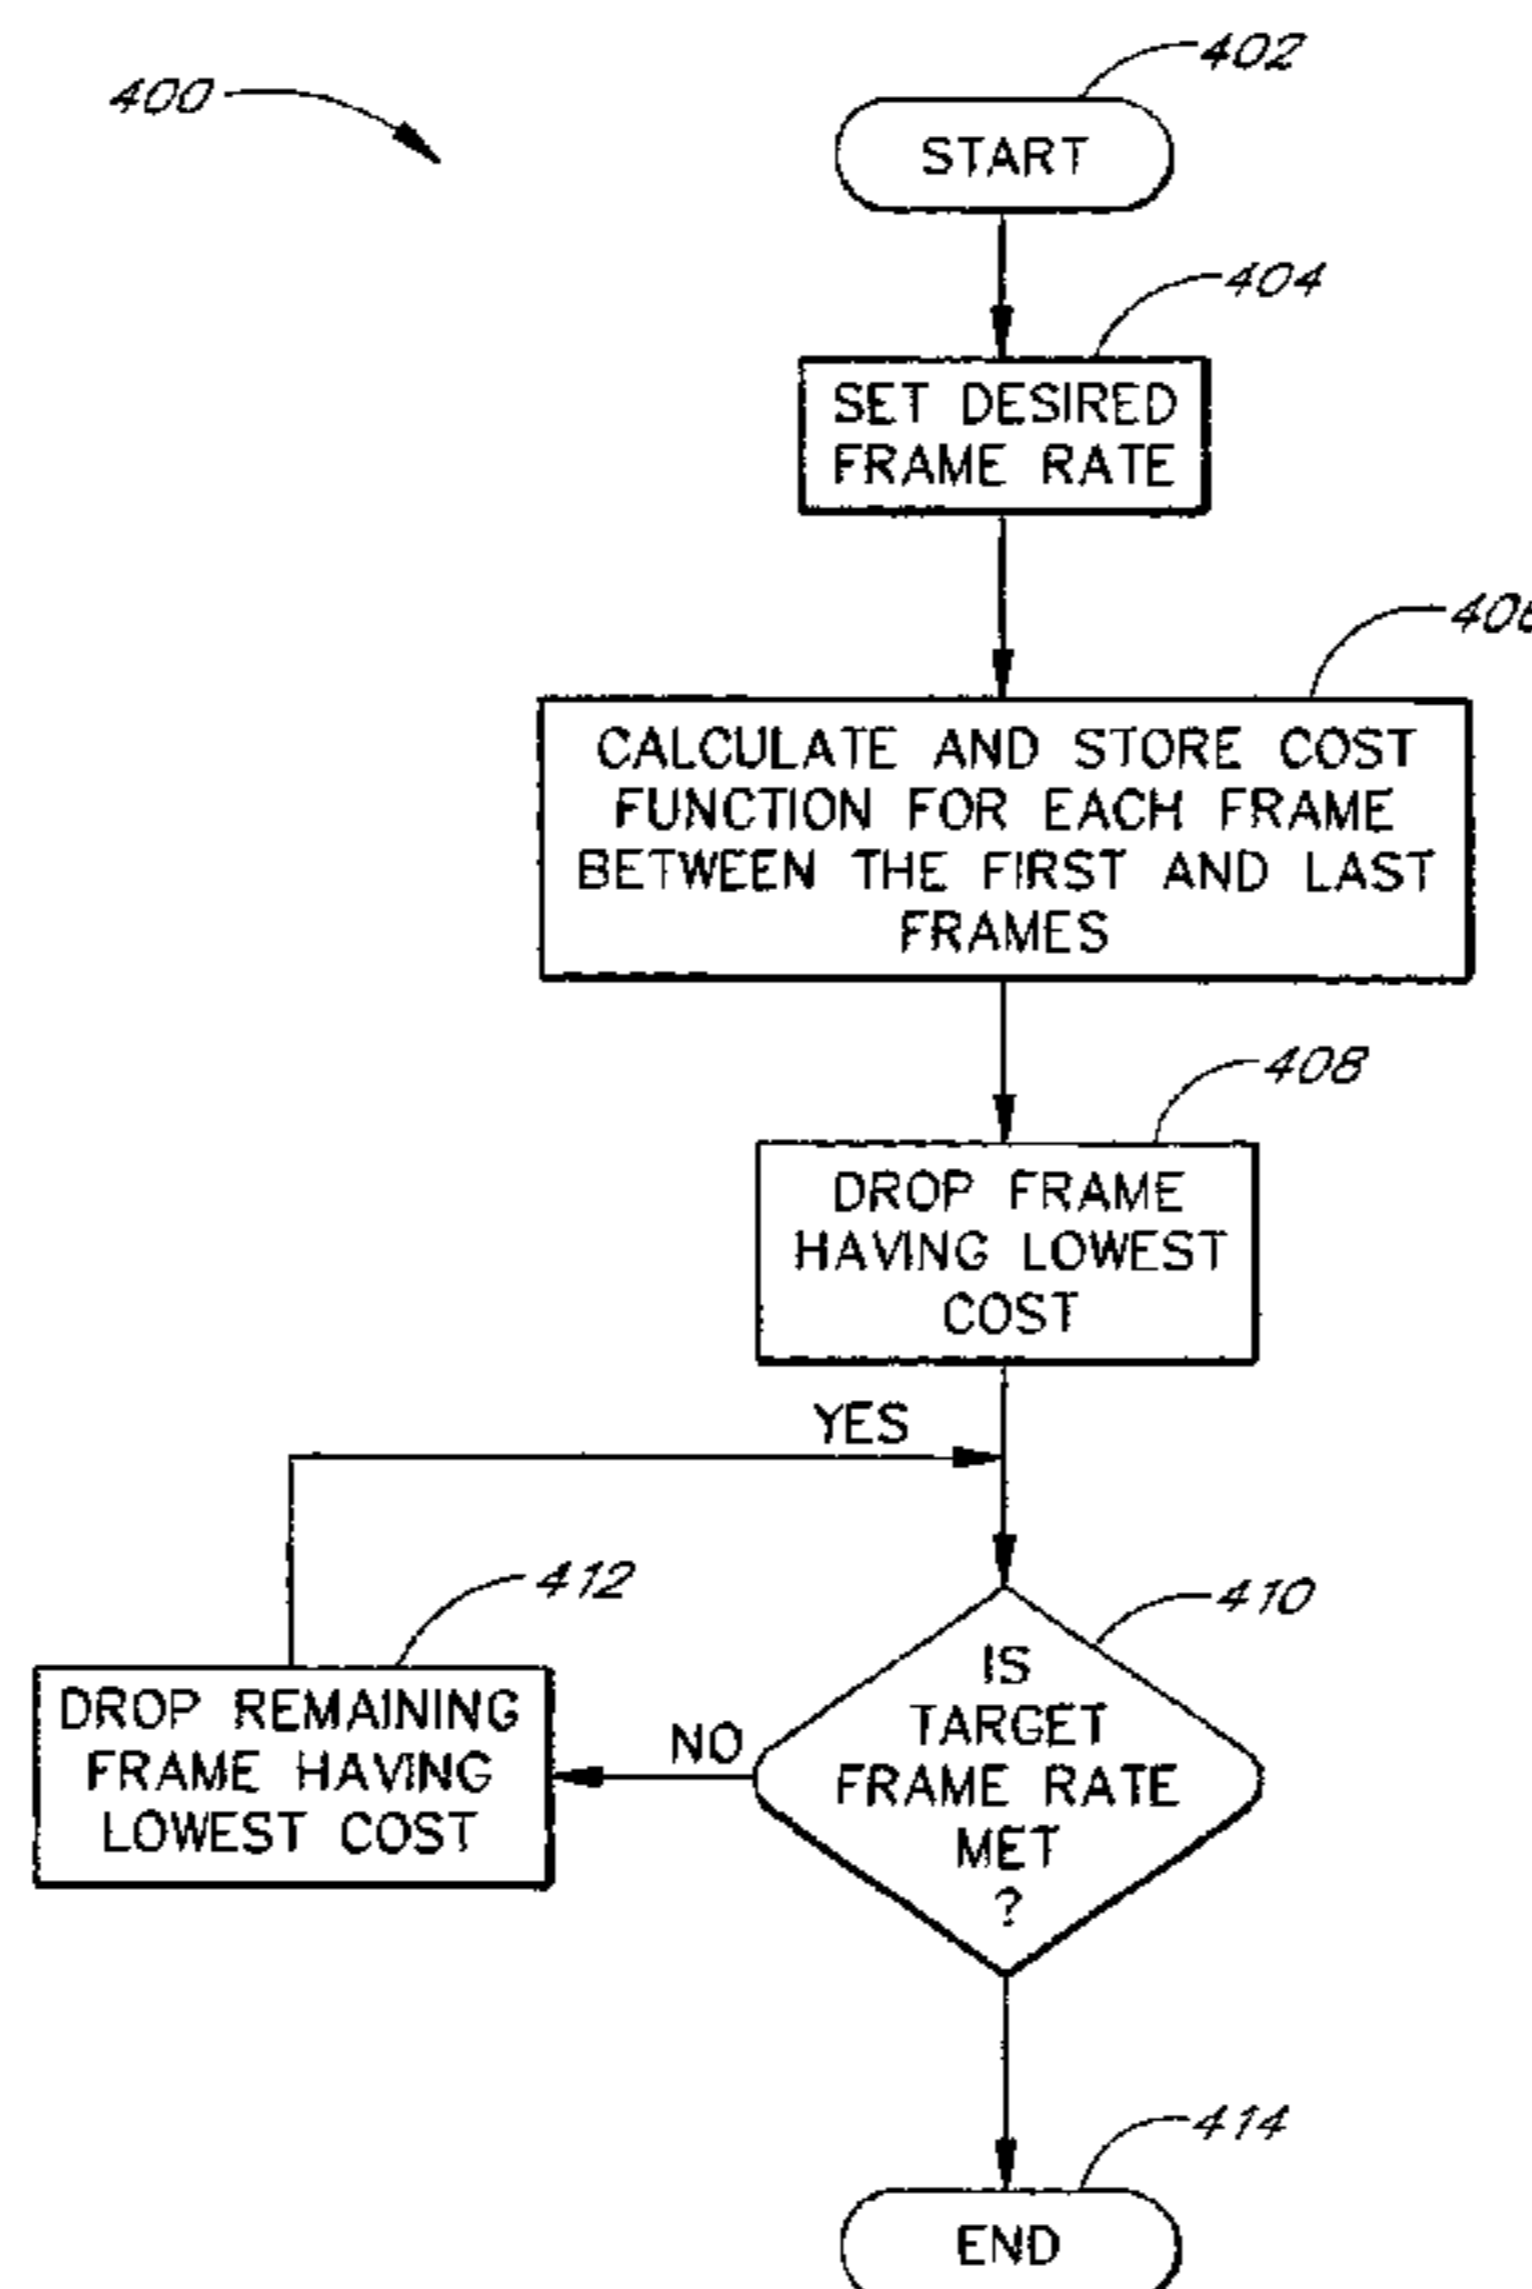 400
402
START
404
SET DESIRED
FRAME RATE
406
CALCULATE AND STORE COST
FUNCTION FOR EACH FRAME
BETWEEN THE FIRST AND LAST
FRAMES
408
DROP FRAME
HAVING LOWEST
COST
YES
412
DROP REMAINING
FRAME HAVING
LOWEST COST
NO
410
IS
TARGET
FRAME RATE
MET
?
414
END